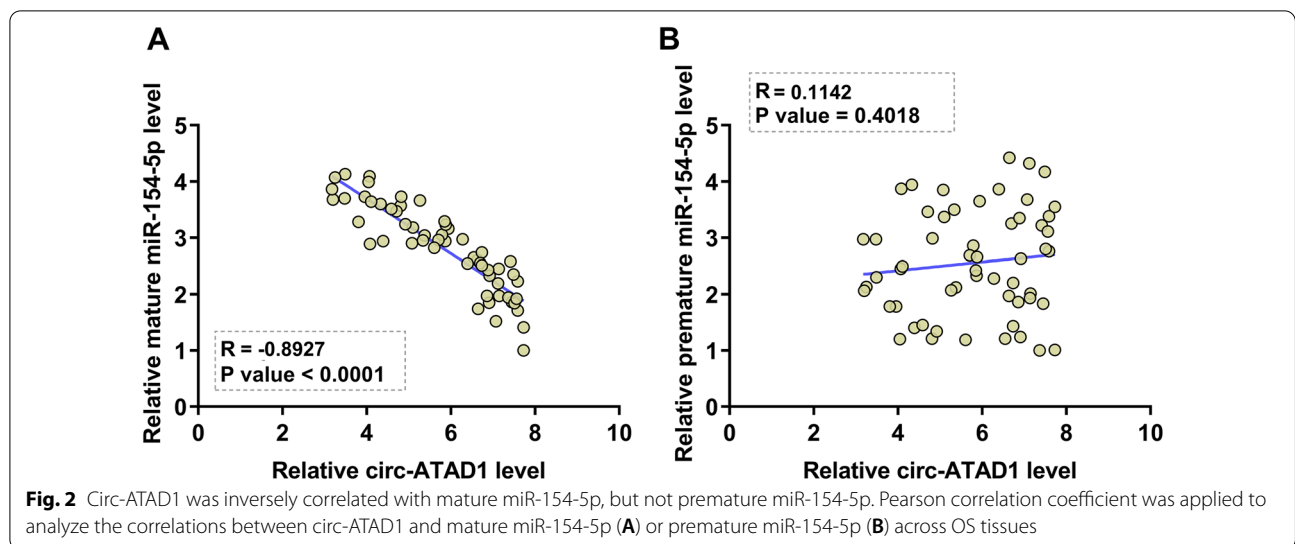 A
B
Relative mature miR-154-5p level
5
4
3
2
1
0
R = -0.8927
P value < 0.0001
0 2 4 6 8 10
Relative circ-ATAD1 level
Relative premature miR-154-5p level
R = 0.1142
P value = 0.4018
5
4
3
2
1
0
0 2 4 6 8 10
Relative circ-ATAD1 level
Fig. 2 Circ-ATAD1 was inversely correlated with mature miR-154-5p, but not premature miR-154-5p. Pearson correlation coefficient was applied to
analyze the correlations between circ-ATAD1 and mature miR-154-5p (A) or premature miR-154-5p (B) across OS tissues